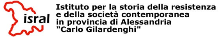 isral
Istituto per la storia della resistenza
e della società contemporanea
in provincia di Alessandria
"Carlo Gilardenghi"